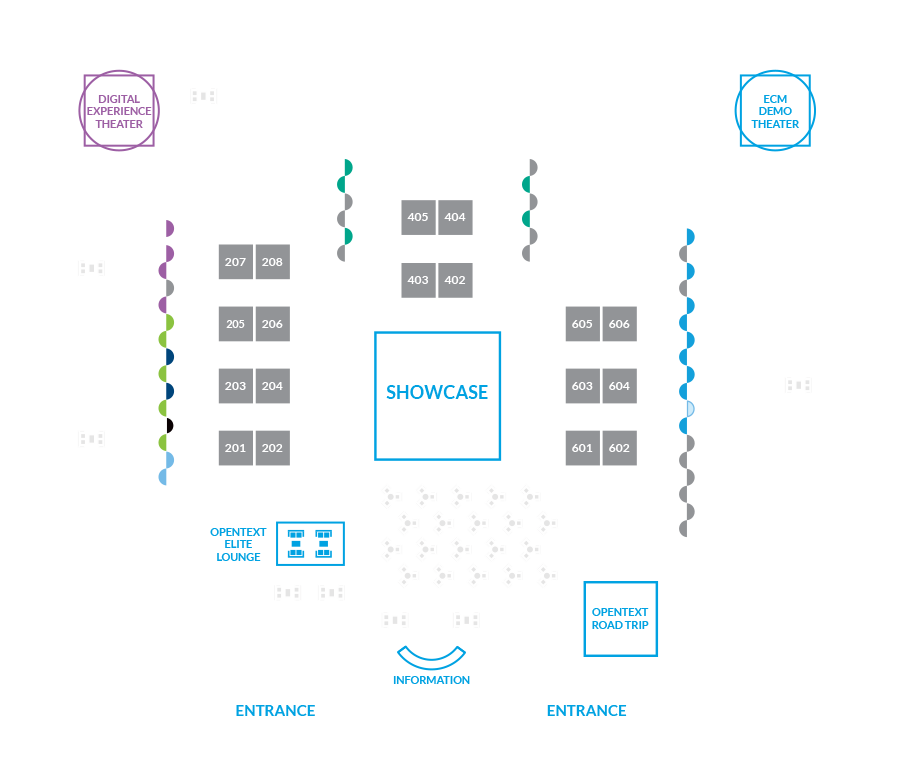 DIGITAL
EXPERIENCE
THEATER
ECM
DEMO
THEATER
405 404
207 208
403 402
205 206
605 606
203 204
SHOWCASE
603 604
201 202
601 602
OPENTEXT
ELITE
LOUNGE
OPENTEXT
ROAD TRIP
INFORMATION
ENTRANCE
ENTRANCE